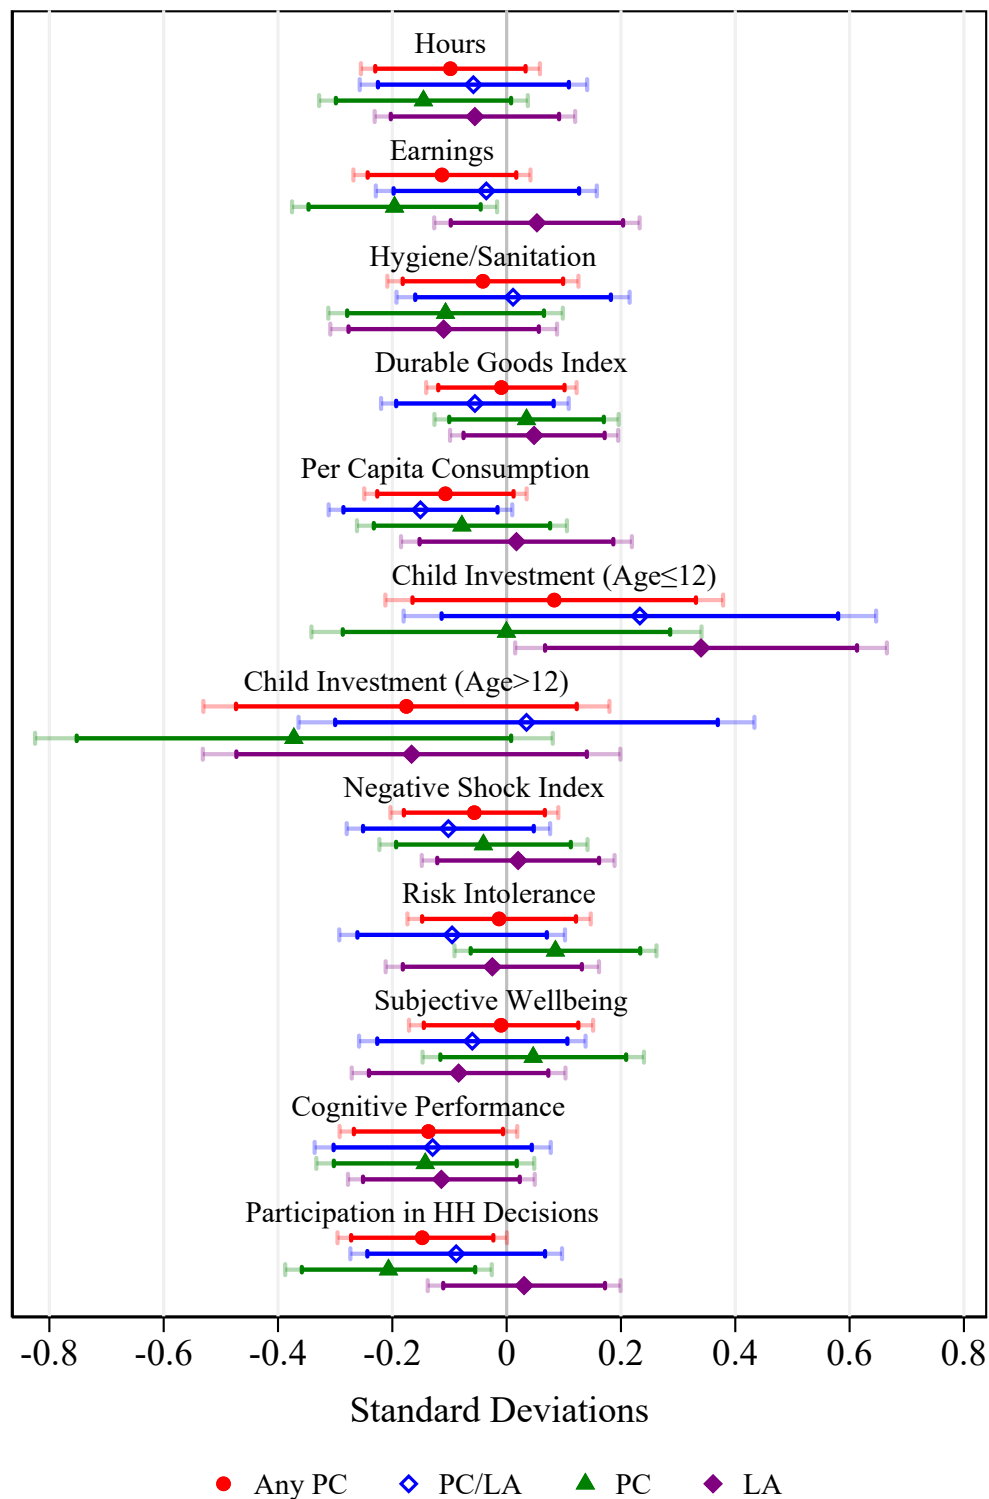 Hours
Earnings
Hygiene/Sanitation
Durable Goods Index
Per Capita Consumption
Child Investment (Age≤12)
Child Investment (Age>12)
Negative Shock Index
Risk Intolerance
Subjective Wellbeing
Cognitive Performance
Participation in HH Decisions
-0.8 -0.6 -0.4 -0.2 0 0.2 0.4 0.6 0.8
Standard Deviations
Any PC PC/LA PC LA